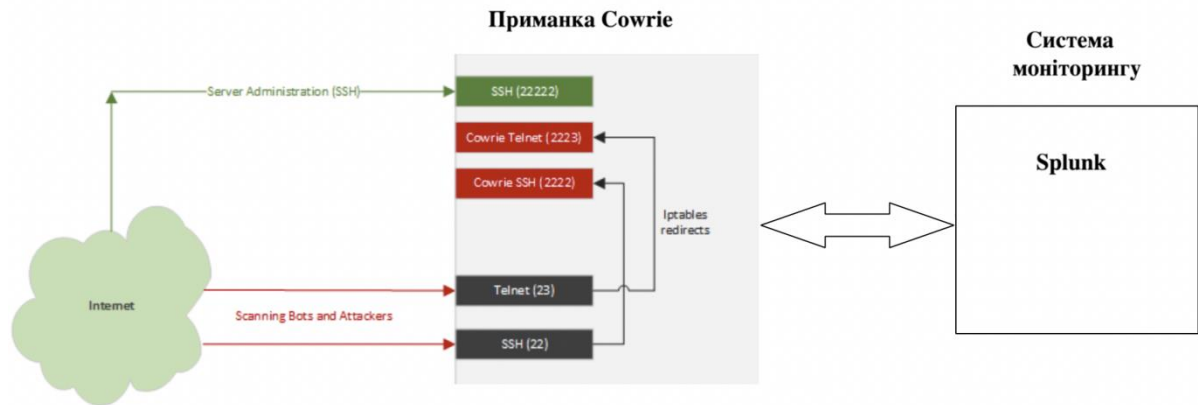 Приманка Cowrie
Система
моніторингу
Server Administration (SSH)
SSH (22222)
Cowrie Telnet (2223)
Cowrie SSH (2222)
Splunk
Iptables
redirects
Internet
Telnet (23)
Scanning Bots and Attackers
SSH (22)